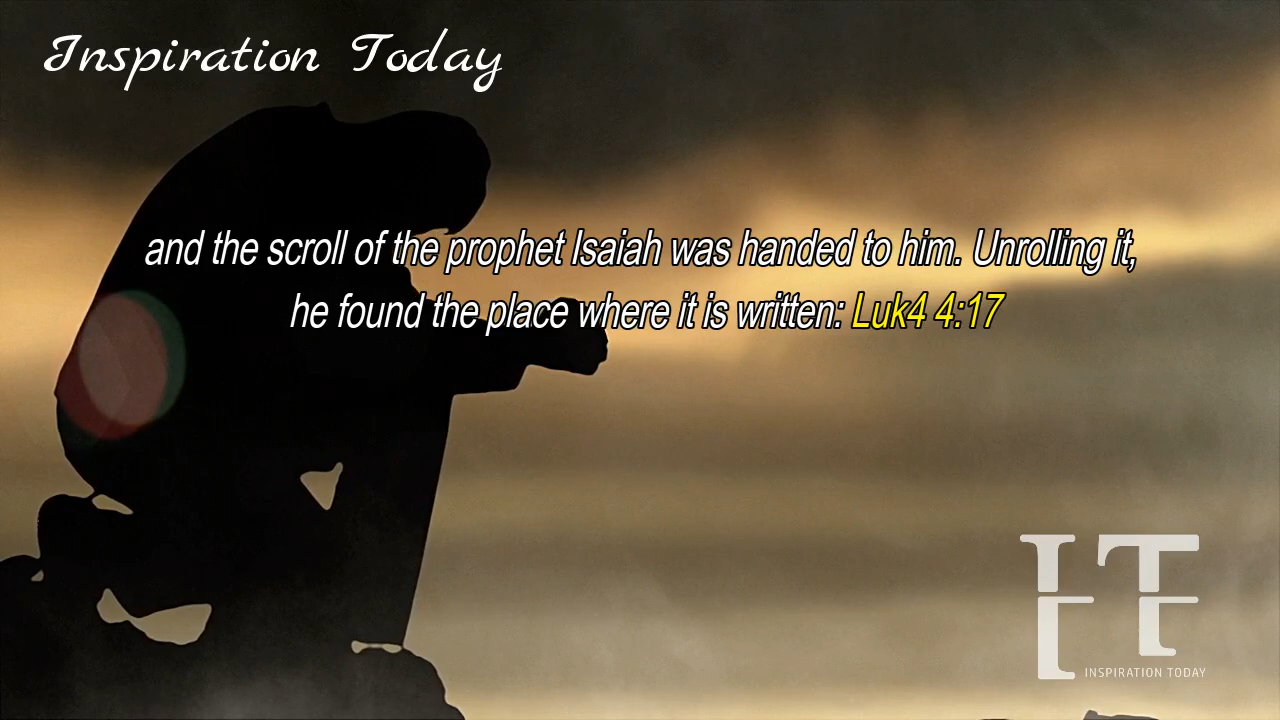 Inspiration Today
and the scroll of the prophet Isaiah was handed to him. Unrolling it,
he found the place where it is written: Luk4 4:17
IT
INSPIRATION TODAY